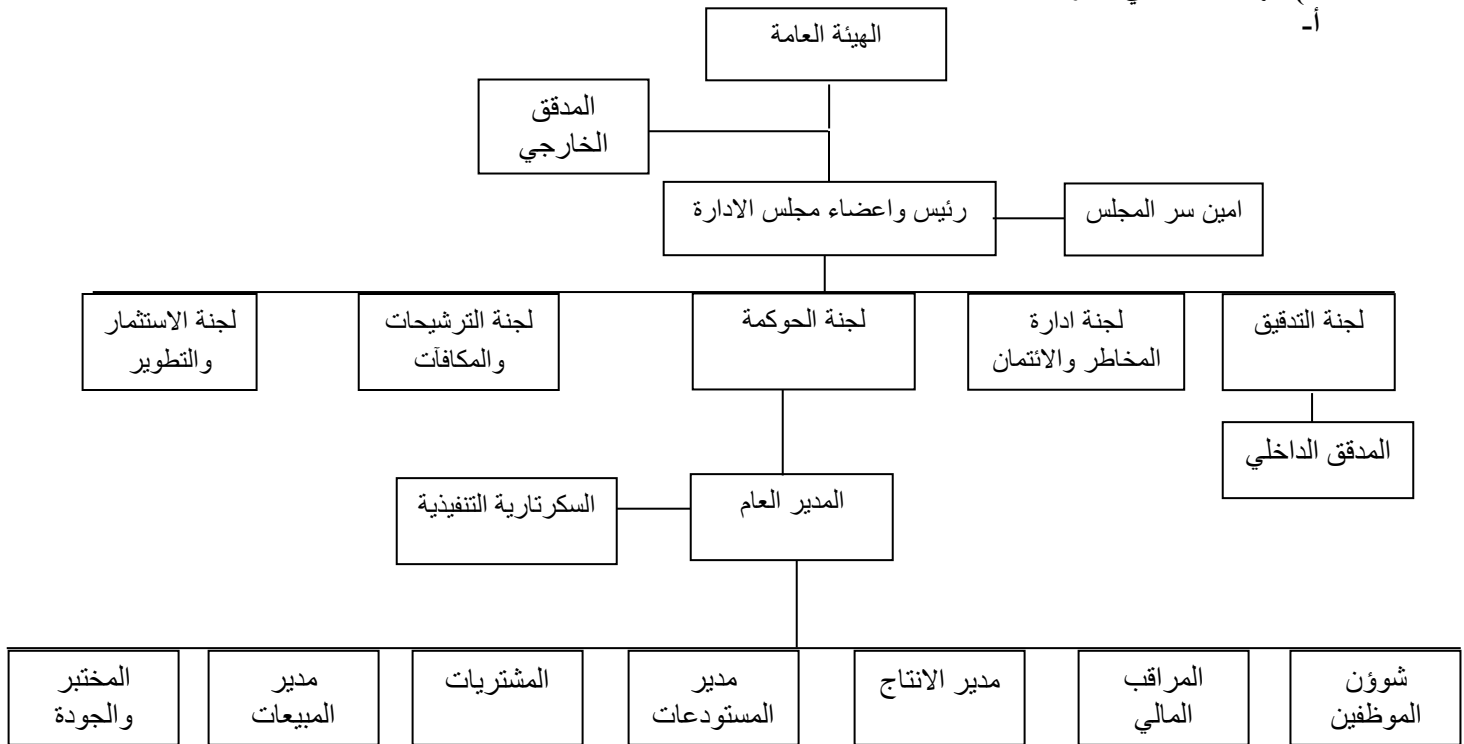 أ-
الهيئة العامة
المدقق
الخارجي
رئيس واعضاء مجلس الادارة
امين سر المجلس
لجنة التدقيق
لجنة ادارة
المخاطر والائتمان
لجنة الحوكمة
لجنة الترشيحات
والمكافآت
لجنة الاستثمار
والتطوير
المدقق الداخلي
المدير العام
السكرتارية التنفيذية
شوؤن
الموظفين
المراقب
المالي
مدير الانتاج
مدير
المستودعات
المشتريات
مدير
المبيعات
المختبر
والجودة